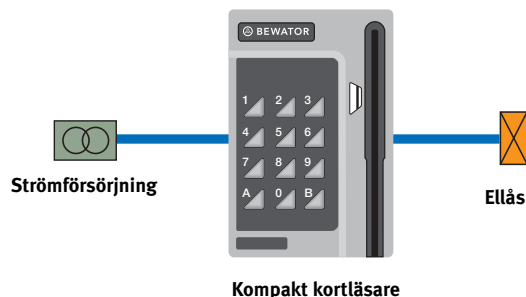 BEWATOR
1 2 3
4 5 6
7 8 9
A 0 B
Strömförsörjning
Ellås
Kompakt kortläsare